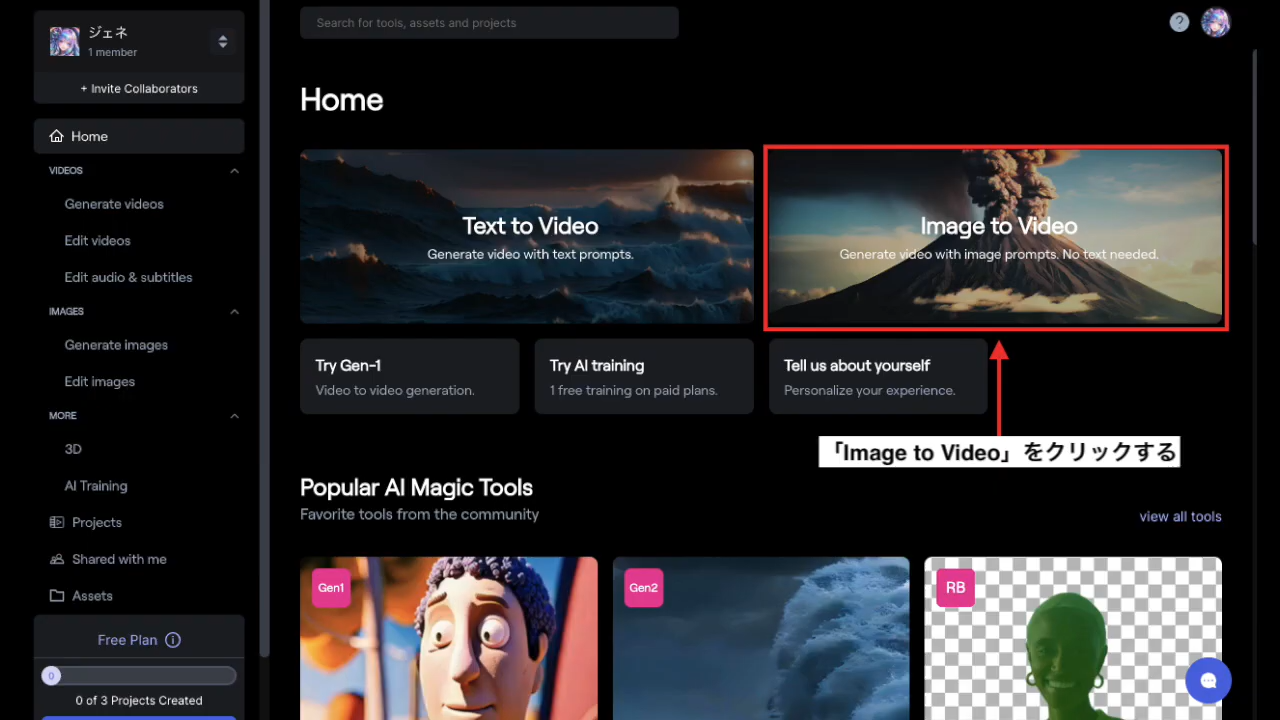 ジェネ
1 member
+ Invite Collaborators
Home
VIDEOS
Generate videos
Edit videos
Edit audio & subtitles
IMAGES
Generate images
Edit images
MORE
3D
AI Training
Projects
Shared with me
Assets
Free Plan
0
0 of 3 Projects Created
Search for tools, assets and projects
?
Home
Text to Video
Generate video with text prompts.
Image to Video
Generate video with image prompts. No text needed.
Try Gen-1
Video to video generation.
Try AI training
1 free training on paid plans.
Tell us about yourself
Personalize your experience.
「Image to Video」をクリックする
Popular AI Magic Tools
Favorite tools from the community
view all tools
Gen1
Gen2
RB